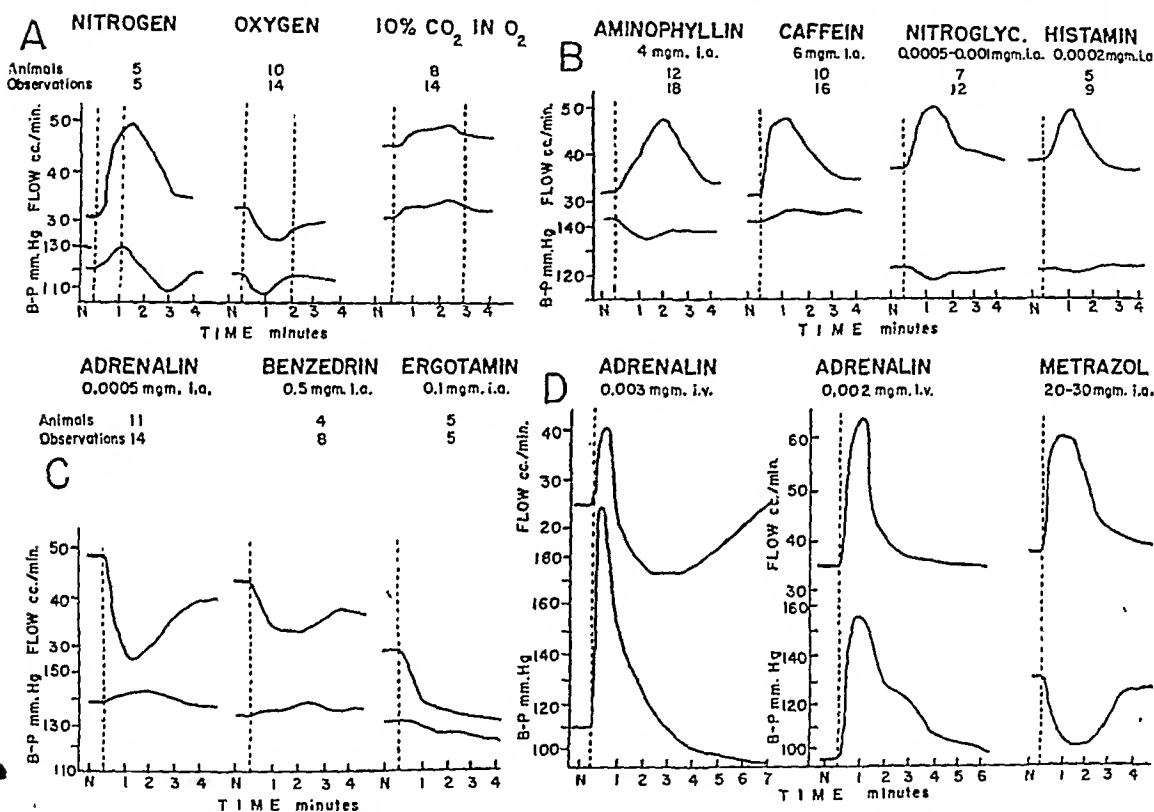 A
NITROGEN OXYGEN 10% CO₂ IN O₂
Animals 5 10 8
Observations 5 14 14
FLOW cc./min.
50
40
30
B-P mm.Hg
130
110
N 1 2 3 4 N 1 2 3 4 N 1 2 3 4
TIME minutes
B
AMINOPHYLLIN CAFFEIN NITROGLYC. HISTAMIN
4 mgm. i.a. 6 mgm. i.a. 0.0005-0.001mgm.i.a. 0.0002mgm.i.a
12 10 7 5
18 16 12 9
FLOW cc./min.
50
40
30
B-P mm.Hg
140
120
N 1 2 3 4 N 1 2 3 4 N 1 2 3 4 N 1 2 3 4
TIME minutes TIME minutes
C
ADRENALIN BENZEDRIN ERGOTAMIN
0.0005 mgm. i.a. 0.5 mgm. i.a. 0.1 mgm. i.a.
Animals 11 4 5
Observations 14 8 5
FLOW cc./min.
50
40
30
B-P mm.Hg
150
130
110
N 1 2 3 4 N 1 2 3 4 N 1 2 3 4
TIME minutes
D
ADRENALIN ADRENALIN METRAZOL
0.003 mgm. i.v. 0.002 mgm. i.v. 20-30 mgm. i.a.
FLOW cc./min.
40
30
20
B-P mm.Hg
180
160
140
120
100
N 1 2 3 4 5 6 7
FLOW cc./min.
60
50
40
30
B-P mm.Hg
160
140
120
100
N 1 2 3 4 5 6 N 1 2 3 4
TIME minutes